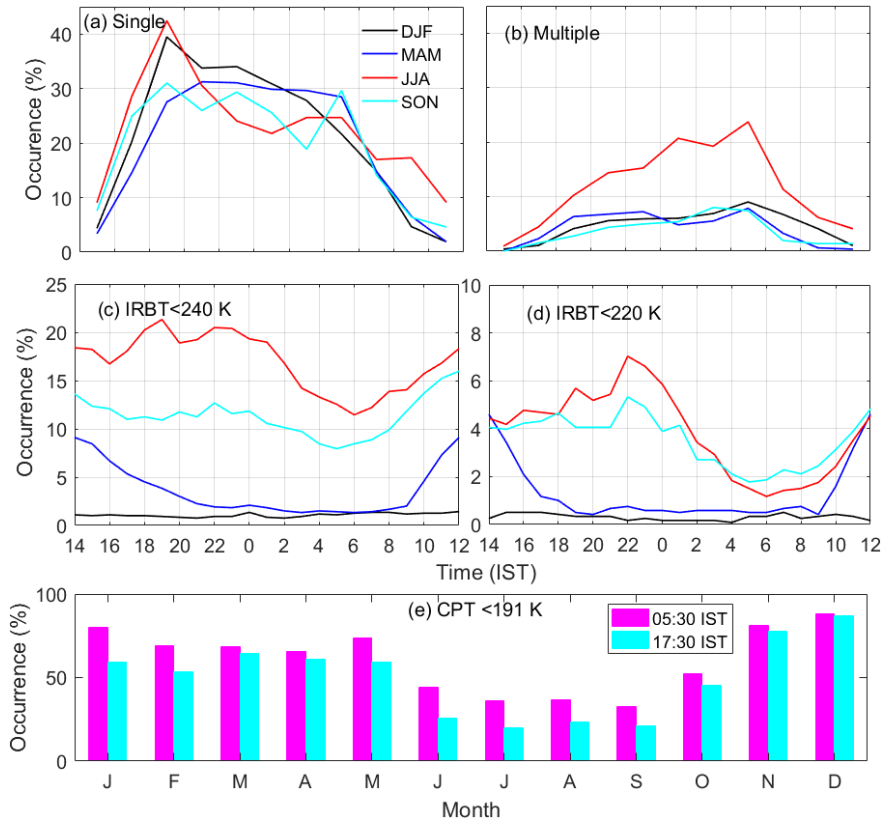 (a) Single
DJF
MAM
JJA
SON
40
30
20
10
0
Occurence (%)
(b) Multiple
(c) IRBT<240 K
25
20
15
10
5
0
Occurrence (%)
14 16 18 20 22 0 2 4 6 8 10 12
(d) IRBT<220 K
10
8
6
4
2
0
14 16 18 20 22 0 2 4 6 8 10 12
Time (IST)
(e) CPT <191 K
05:30 IST
17:30 IST
100
50
0
Occurrence (%)
J F M A M J J A S O N D
Month